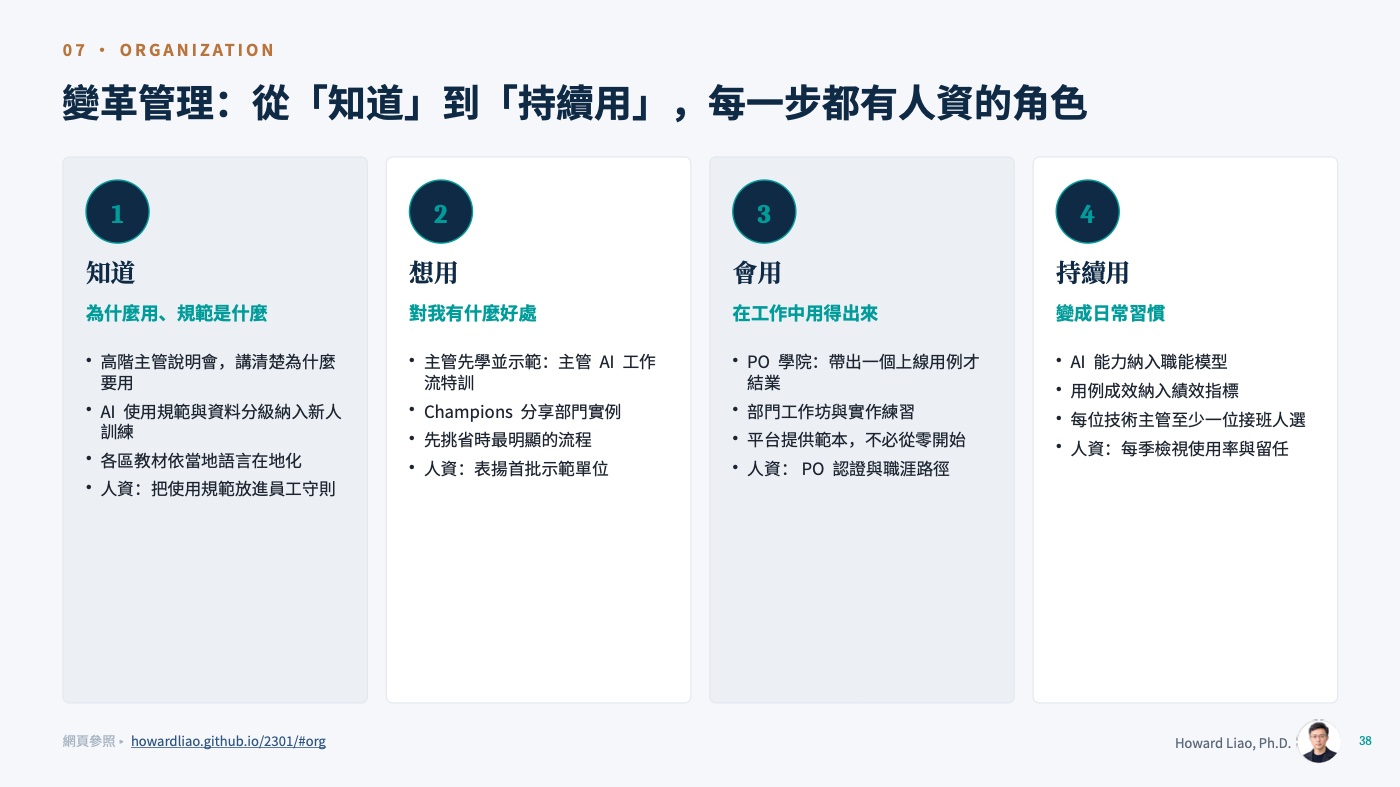 07 • ORGANIZATION
變革管理：從「知道」到「持續用」，每一步都有人資的角色
1
知道
為什麼用、規範是什麼
• 高階主管說明會，講清楚為什麼
要用
• AI 使用規範與資料分級納入新人
訓練
• 各區教材依當地語言在地化
• 人資：把使用規範放進員工守則
2
想用
對我有什麼好處
• 主管先學並示範：主管 AI 工作
流特訓
• Champions 分享部門實例
• 先挑省時最明顯的流程
• 人資：表揚首批示範單位
3
會用
在工作中用得出來
• PO 學院：帶出一個上線用例才
結業
• 部門工作坊與實作練習
• 平台提供範本，不必從零開始
• 人資： PO 認證與職涯路徑
4
持續用
變成日常習慣
• AI 能力納入職能模型
• 用例成效納入績效指標
• 每位技術主管至少一位接班人選
• 人資：每季檢視使用率與留任
網頁參照 ▸ howardliao.github.io/2301/#org
Howard Liao, Ph.D.
38